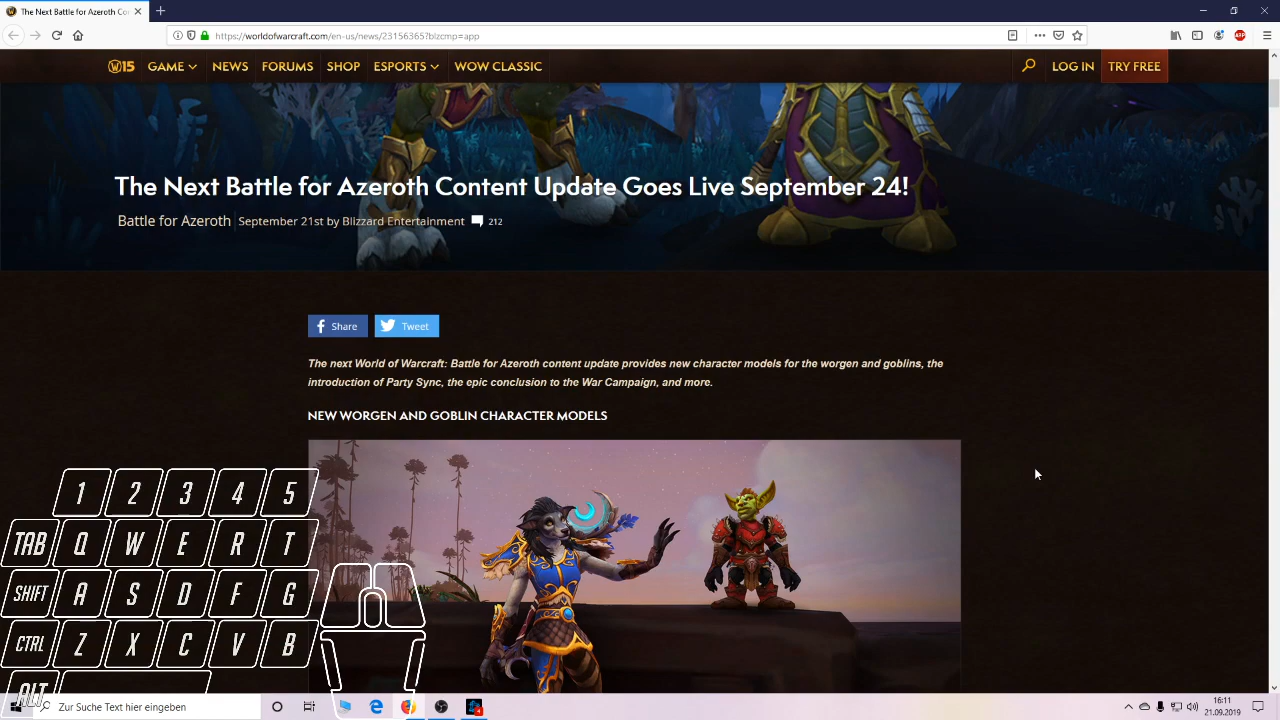 The Next Battle for Azeroth Con
https://worldofwarcraft.com/en-us/news/23156365?blzcmp=app
ABP
W15 GAME NEWS FORUMS SHOP ESPORTS WOW CLASSIC LOG IN TRY FREE
The Next Battle for Azeroth Content Update Goes Live September 24!
Battle for Azeroth September 21st by Blizzard Entertainment 212
Share Tweet
The next World of Warcraft: Battle for Azeroth content update provides new character models for the worgen and goblins, the
introduction of Party Sync, the epic conclusion to the War Campaign, and more.
NEW WORGEN AND GOBLIN CHARACTER MODELS
1 2 3 4 5
TAB Q W E R T
SHIFT A S D F G
CTRL Z X C V B
ALT
Zur Suche Text hier eingeben
4
16:11
21.09.2019